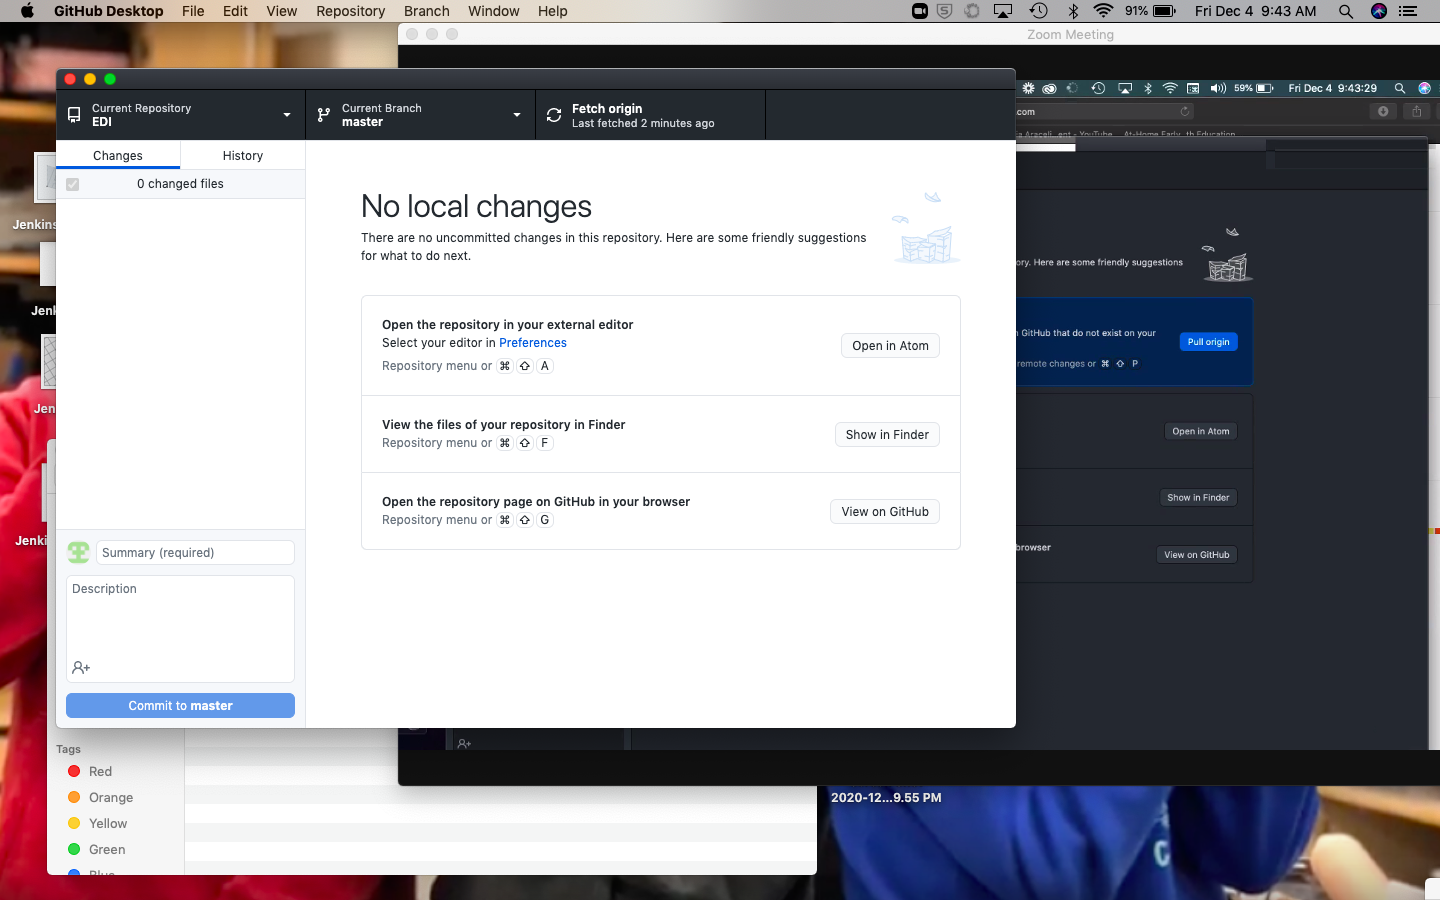 GitHub Desktop File Edit View Repository Branch Window Help 91% Fri Dec 4 9:43 AM
Zoom Meeting
59% Fri Dec 4 9:43:29
Current Repository
EDI
Current Branch
master
Fetch origin
Last fetched 2 minutes ago
.com
Changes History
0 changed files
No local changes
There are no uncommitted changes in this repository. Here are some friendly suggestions
for what to do next.
Open the repository in your external editor
Select your editor in Preferences
Repository menu or ⌘ ⇧ A
Open in Atom
View the files of your repository in Finder
Repository menu or ⌘ ⇧ F
Show in Finder
Open the repository page on GitHub in your browser
Repository menu or ⌘ ⇧ G
View on GitHub
Summary (required)
Description
Commit to master
ory. Here are some friendly suggestions
GitHub that do not exist on your
remote changes or ⌘ ⇧ P
Pull origin
Open in Atom
Show in Finder
browser
View on GitHub
Jenkins
Jenk
Jen
Jenki
Tags
Red
Orange
Yellow
Green
Blue
2020-12...9.55 PM